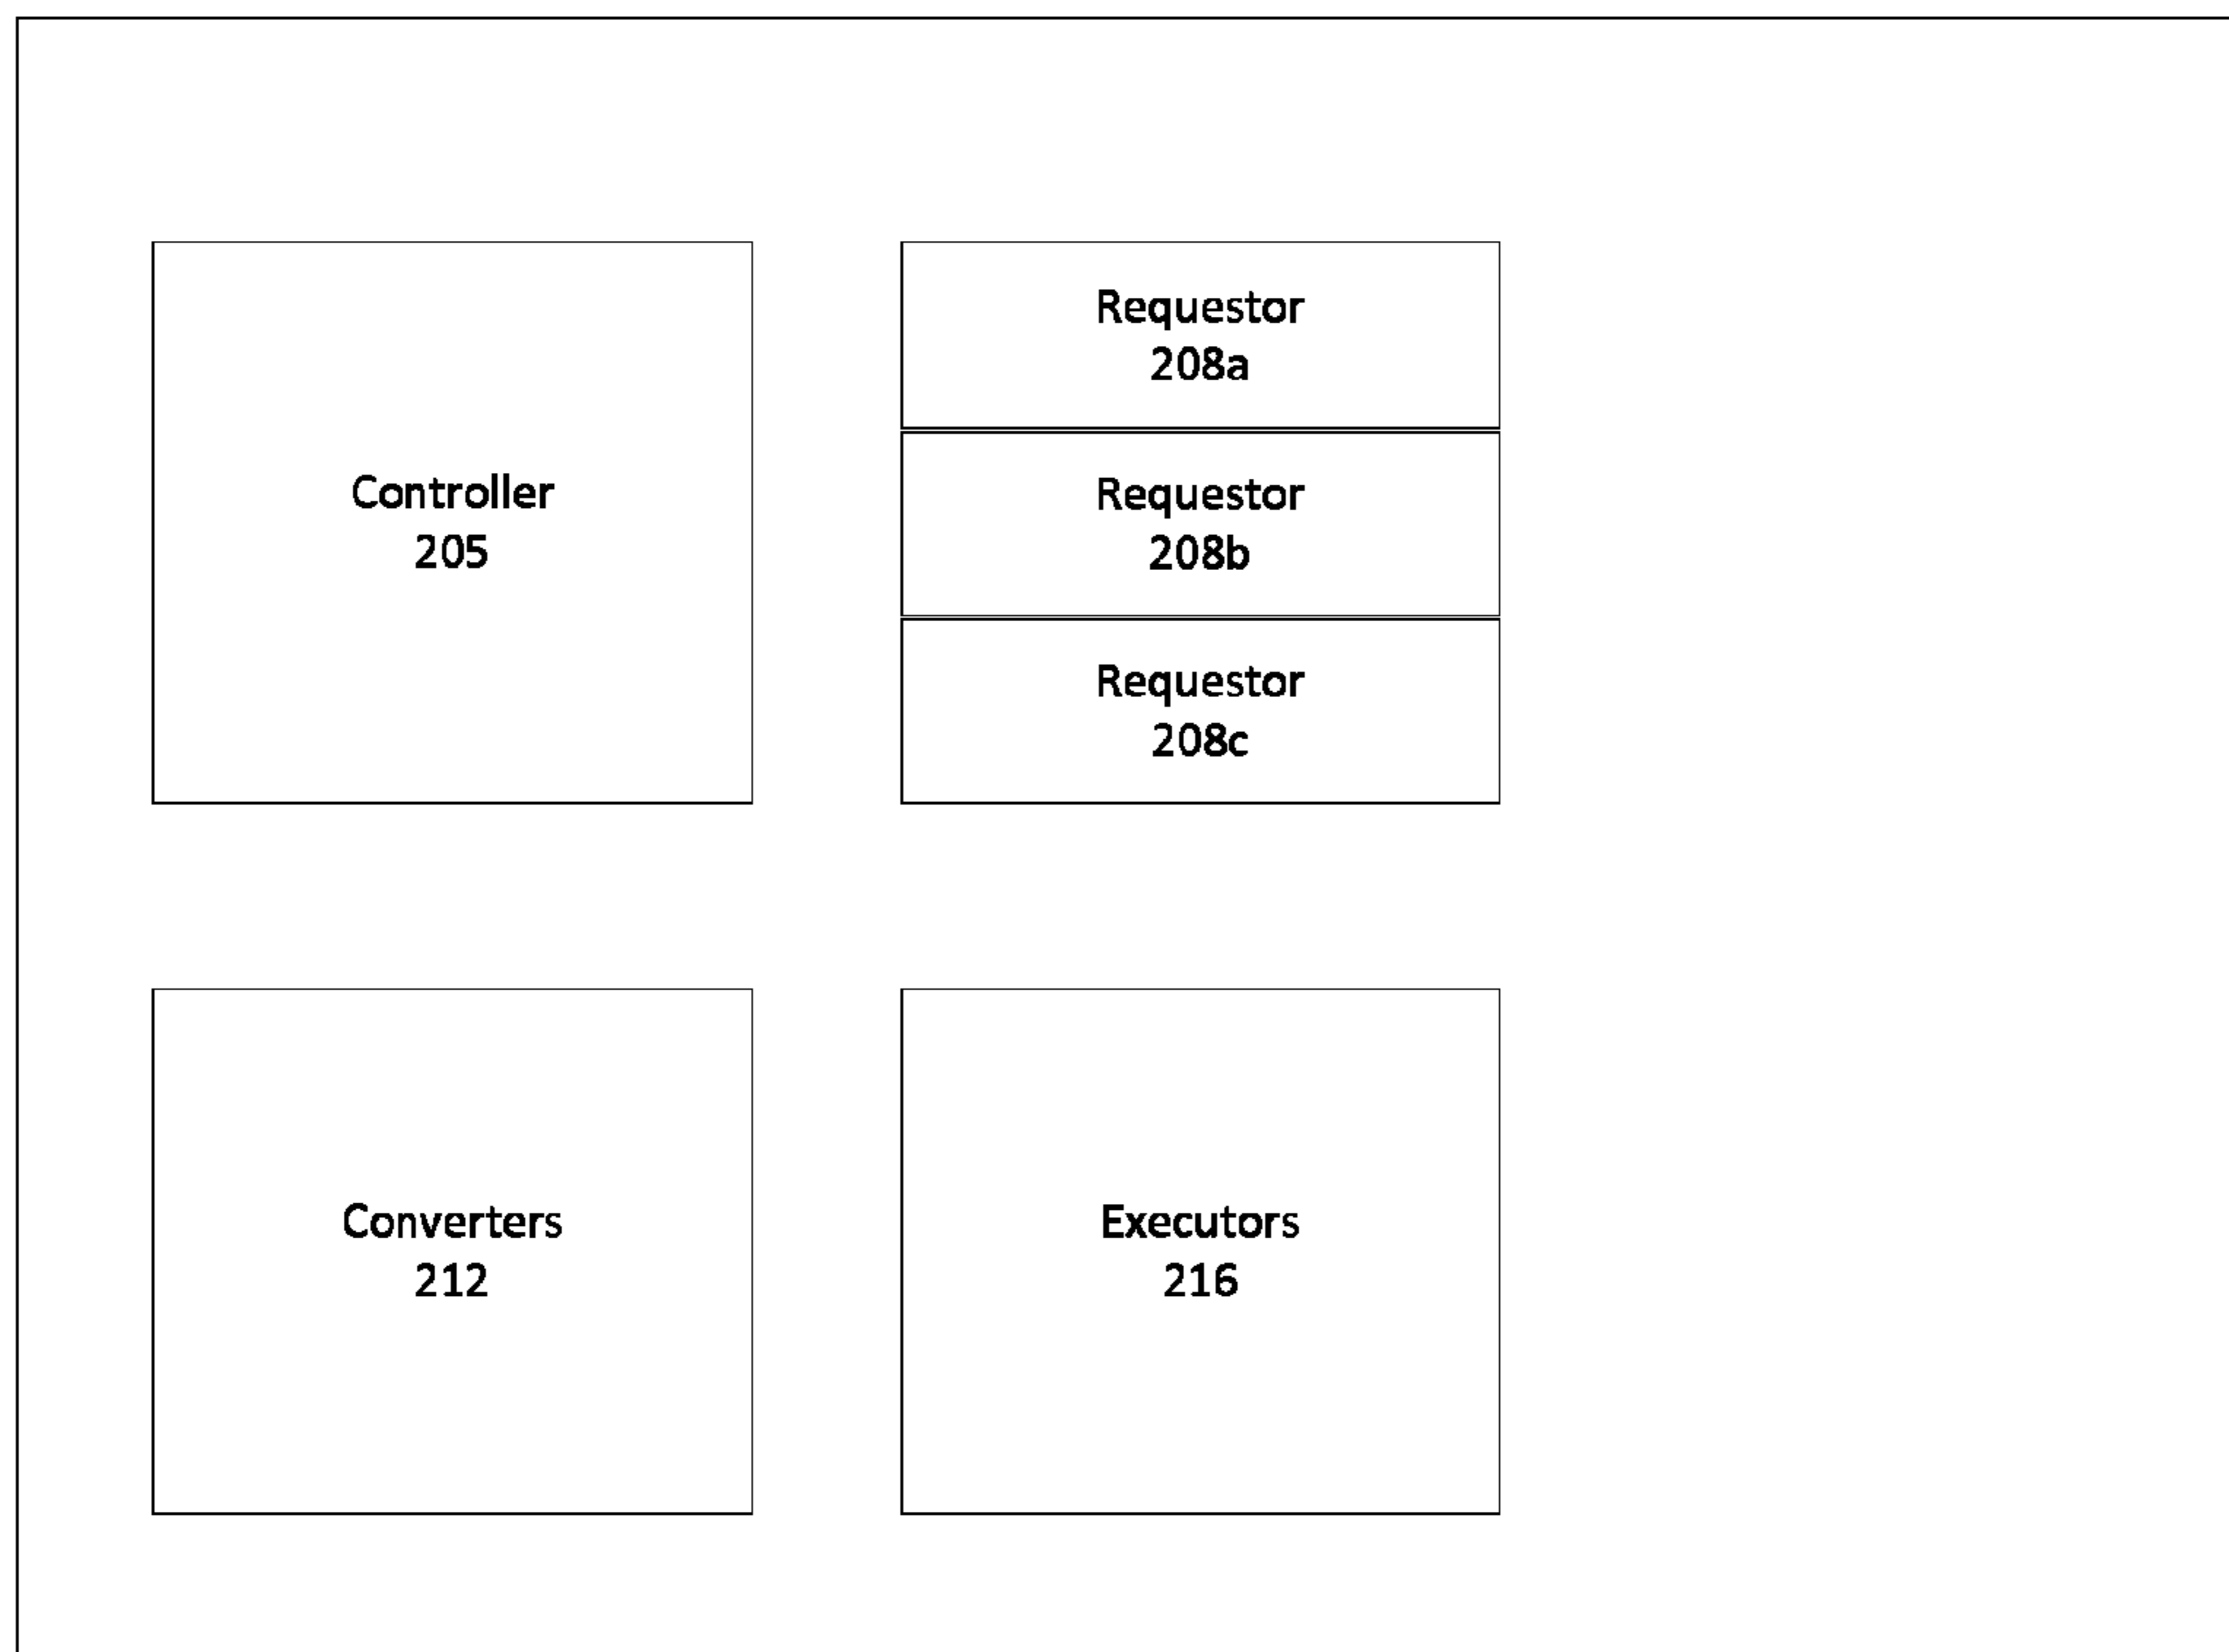 Controller
205
Requestor
208a
Requestor
208b
Requestor
208c
Converters
212
Executors
216